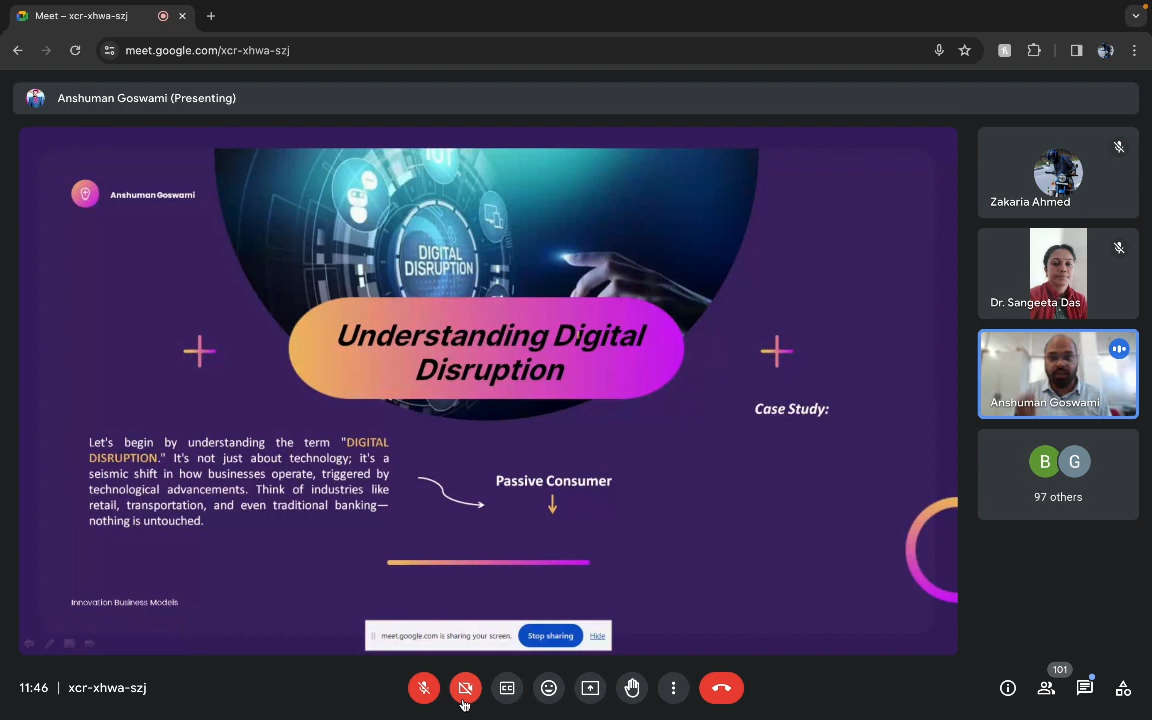 Meet – xcr-xhwa-szj
meet.google.com/xcr-xhwa-szj
Anshuman Goswami (Presenting)
Anshuman Goswami
IOT
DIGITAL
DISRUPTION
Understanding Digital
Disruption
Case Study:
Let's begin by understanding the term "DIGITAL
DISRUPTION." It's not just about technology; it's a
seismic shift in how businesses operate, triggered by
technological advancements. Think of industries like
retail, transportation, and even traditional banking—
nothing is untouched.
Passive Consumer
Innovation Business Models
meet.google.com is sharing your screen.
Stop sharing
Hide
Zakaria Ahmed
Dr. Sangeeta Das
Anshuman Goswami
B
G
97 others
11:46 | xcr-xhwa-szj
101